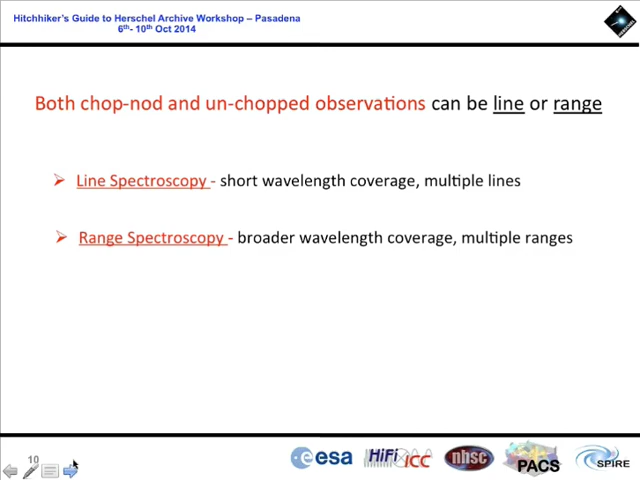 Hitchhiker's Guide to Herschel Archive Workshop – Pasadena
6th- 10th Oct 2014
Both chop-nod and un-chopped observations can be line or range
➢ Line Spectroscopy - short wavelength coverage, multiple lines
➢ Range Spectroscopy - broader wavelength coverage, multiple ranges
10
esa
HiFi ICC
nhsc
PACS
SPIRE